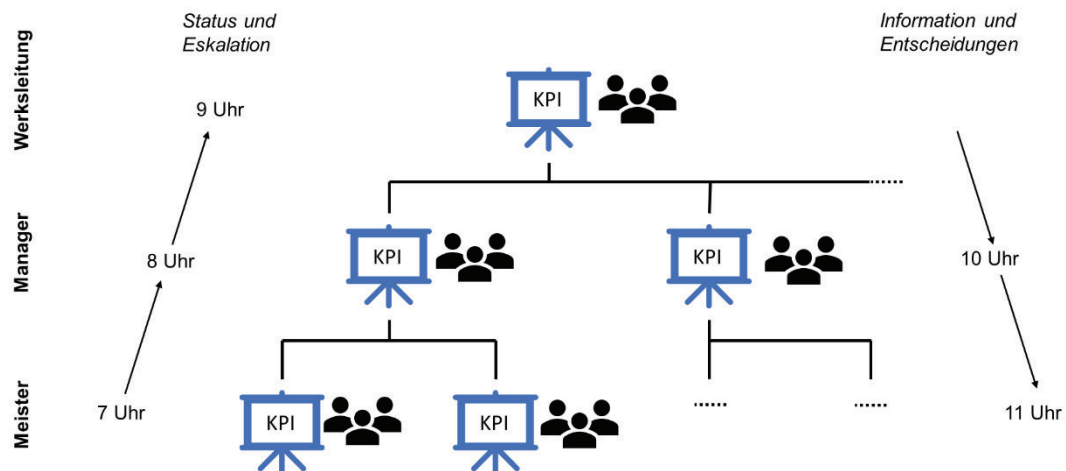 Status und
Eskalation
Information und
Entscheidungen
Werksleitung
9 Uhr
KPI
Manager
8 Uhr
KPI
KPI
10 Uhr
Meister
7 Uhr
KPI
KPI
11 Uhr